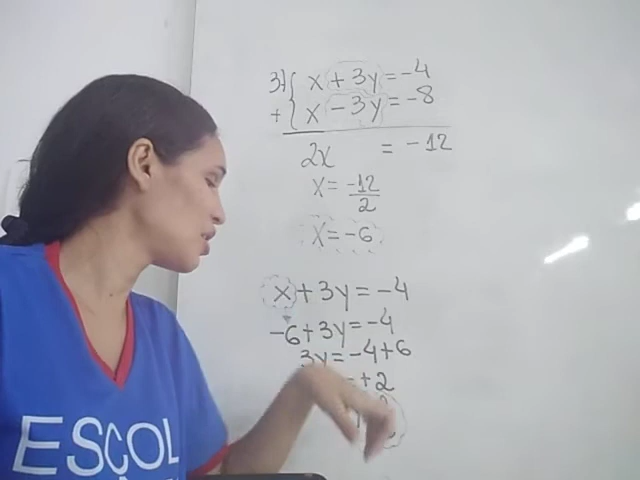 3) x + 3y = -4
+ x - 3y = -8
2x = -12
x = -12/2
x = -6
x + 3y = -4
-6 + 3y = -4
3y = -4 + 6
= +2
ESCOL